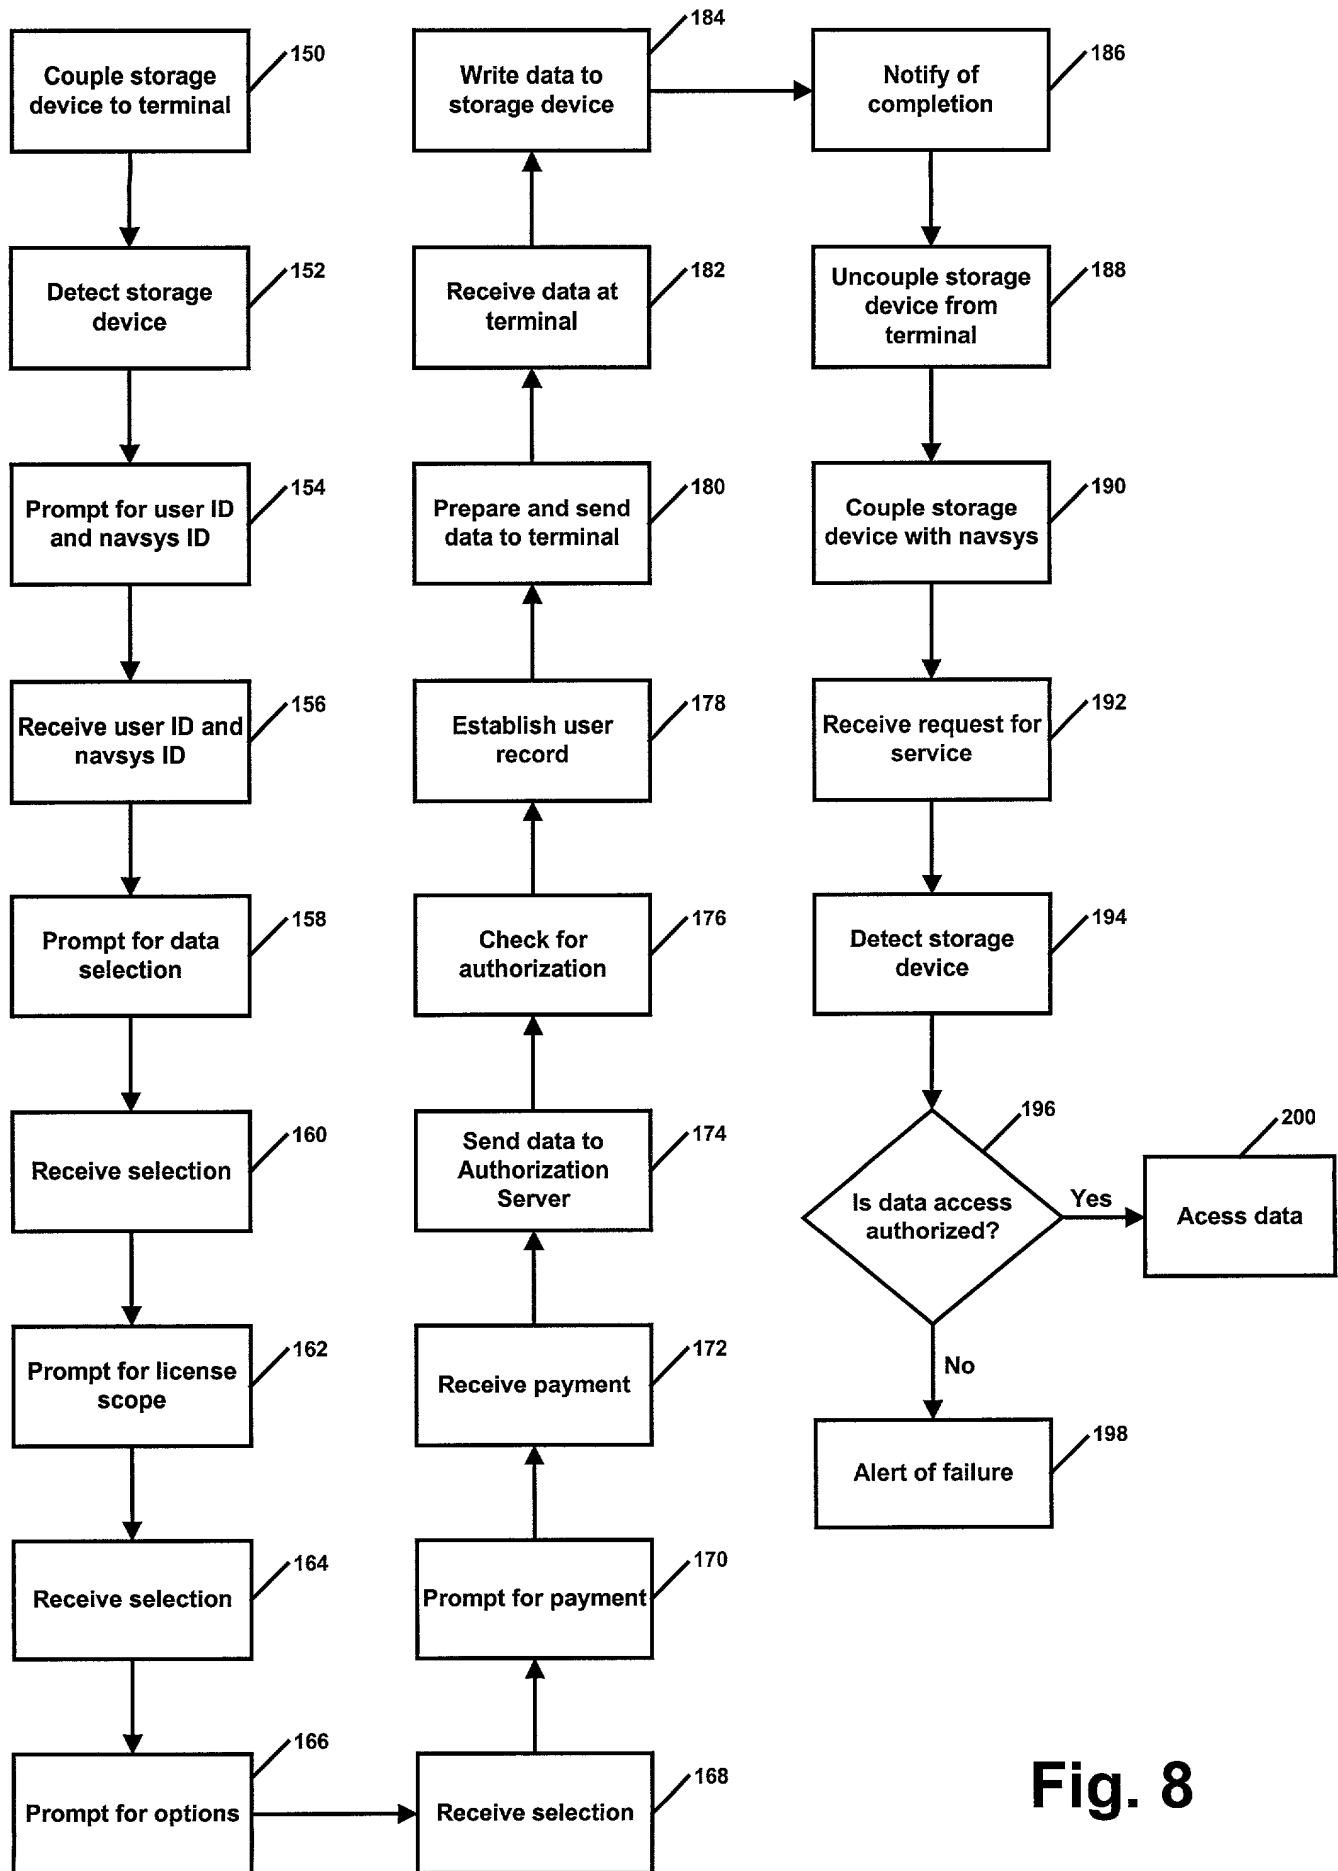 Couple storage
device to terminal
150
Detect storage
device
152
Prompt for user ID
and navsys ID
154
Receive user ID and
navsys ID
156
Prompt for data
selection
158
Receive selection
160
Prompt for license
scope
162
Receive selection
164
Prompt for options
166
Receive selection
168
Prompt for payment
170
Receive payment
172
Send data to
Authorization
Server
174
Check for
authorization
176
Establish user
record
178
Prepare and send
data to terminal
180
Receive data at
terminal
182
Write data to
storage device
184
Notify of
completion
186
Uncouple storage
device from
terminal
188
Couple storage
device with navsys
190
Receive request for
service
192
Detect storage
device
194
Is data access
authorized?
196
Yes
Acess data
200
No
Alert of failure
198
Fig. 8